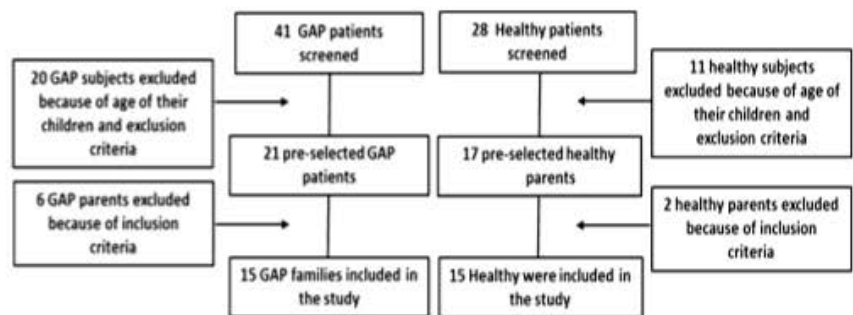 41 GAP patients
screened
28 Healthy patients
screened
20 GAP subjects excluded
because of age of their
children and exclusion
criteria
11 healthy subjects
excluded because of age of
their children and
exclusion criteria
21 pre-selected GAP
patients
17 pre-selected healthy
parents
6 GAP parents excluded
because of inclusion
criteria
2 healthy parents excluded
because of inclusion
criteria
15 GAP families included in
the study
15 Healthy were included in
the study